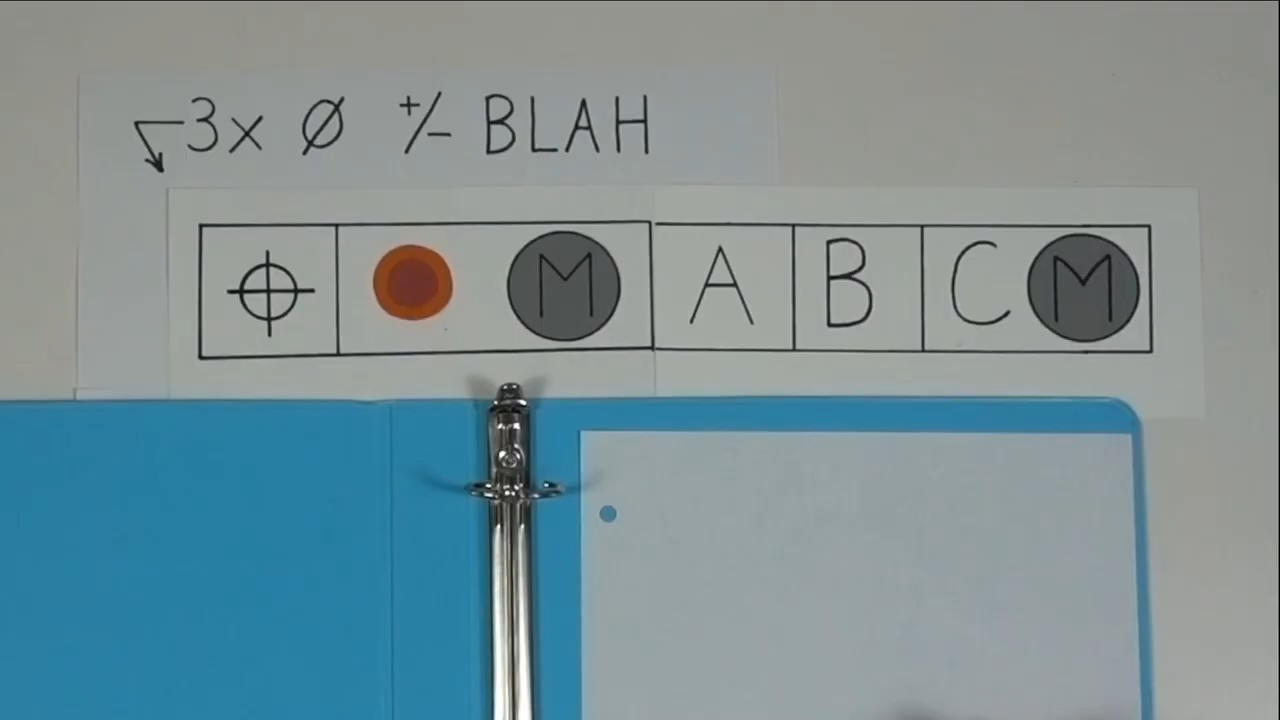 3x Ø +/- BLAH
⌖ Ⓜ A B C Ⓜ